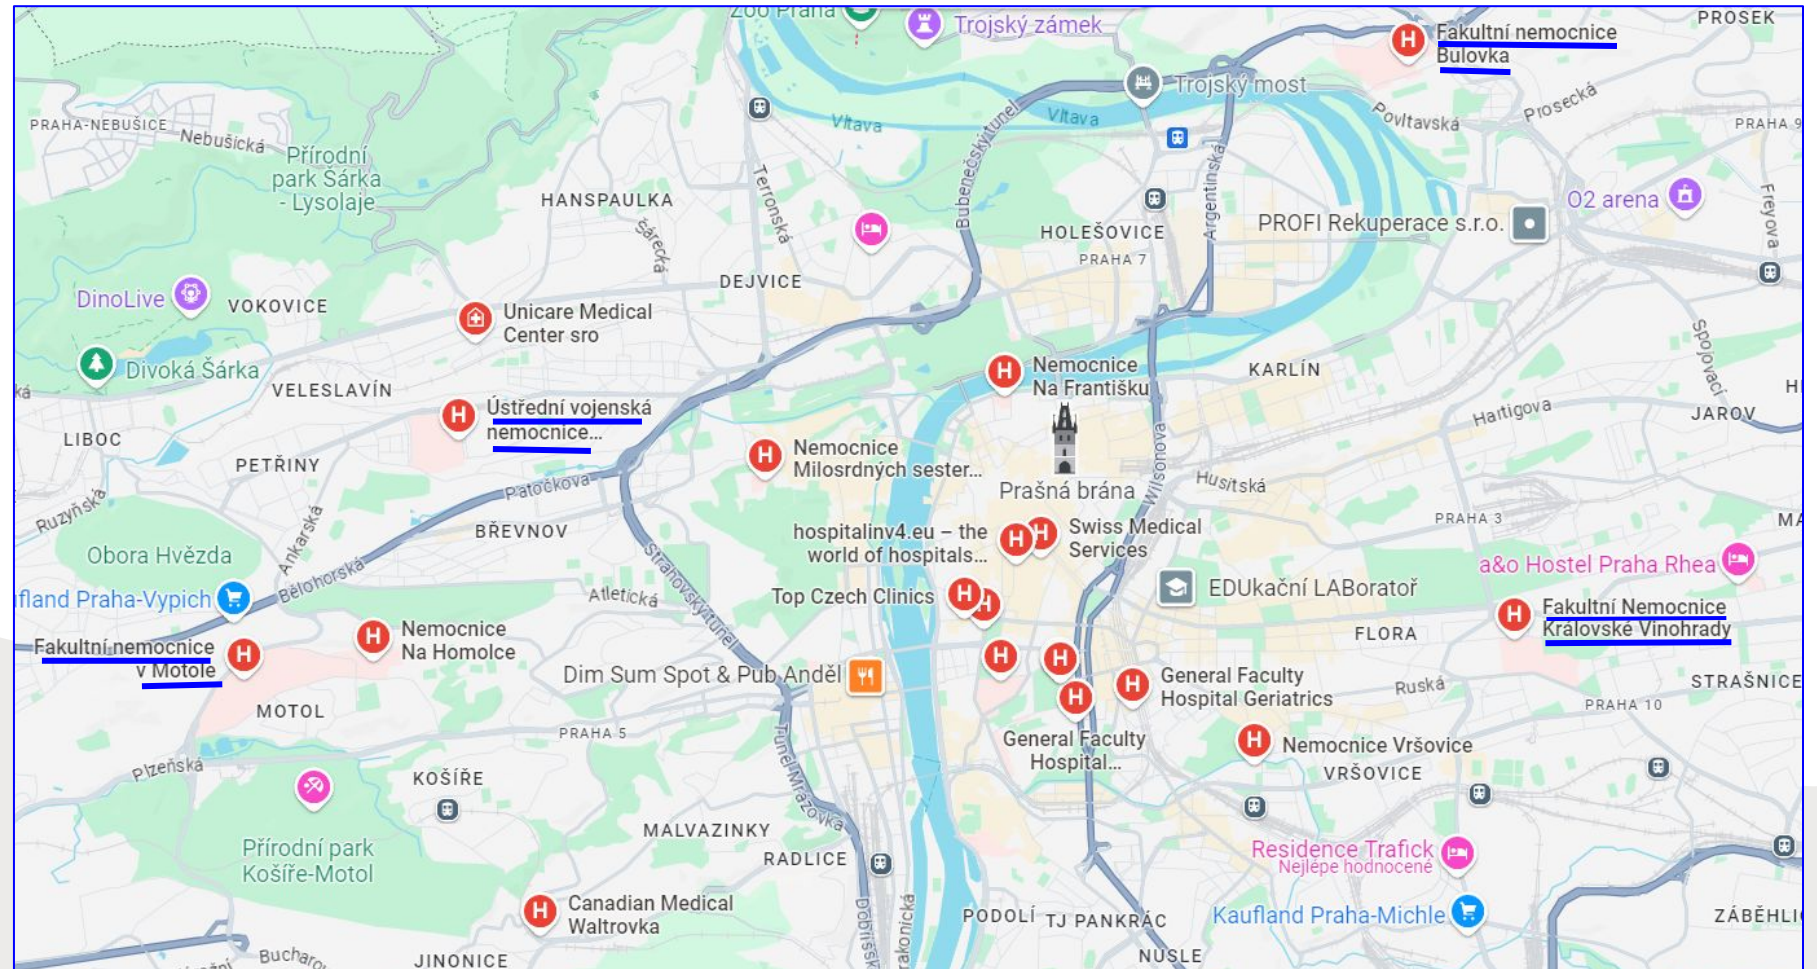 Zoo Praha
Trojský zámek
PROSEK
Fakultní nemocnice
Bulovka
Trojský most
Prosecká
PRAHA-NEBUŠICE
Nebušická
Vltava
Vltava
Povltavská
PRAHA 9
Přírodní
park Šárka
- Lysolaje
Bubenečský tunel
Terronská
Argentinská
HANSPAULKA
Šárecká
HOLEŠOVICE
PRAHA 7
PROFI Rekuperace s.r.o.
O2 arena
Freyova
DEJVICE
DinoLive
VOKOVICE
Unicare Medical
Center sro
Divoká Šárka
VELESLAVÍN
Nemocnice
Na Františku
KARLÍN
Spojovací
ká
Ústřední vojenská
nemocnice...
Hartigova
JAROV
LIBOC
PETŘINY
Nemocnice
Milosrdných sester...
Prašná brána
Wilsonova
Husitská
Patočkova
Ruzyňská
BŘEVNOV
PRAHA 3
hospitalinv4.eu – the
world of hospitals...
Swiss Medical
Services
Obora Hvězda
Ankarská
Bělohorská
Strahovský tunel
a&o Hostel Praha Rhea
EDUkační LABoratoř
ufland Praha-Vypich
Atletická
Top Czech Clinics
Fakultní Nemocnice
Královské Vinohrady
FLORA
Fakultní nemocnice
v Motole
Nemocnice
Na Homolce
Dim Sum Spot & Pub Anděl
General Faculty
Hospital Geriatrics
Ruská
STRAŠNICE
MOTOL
PRAHA 10
PRAHA 5
General Faculty
Hospital...
Nemocnice Vršovice
VRŠOVICE
Plzeňská
KOŠÍŘE
Tunel Mrázovka
MALVAZINKY
RADLICE
Přírodní park
Košíře-Motol
Residence Trafick
Nejlépe hodnocené
Canadian Medical
Waltrovka
PODOLÍ
TJ PANKRÁC
Kaufland Praha-Michle
ZÁBĚHLI
NUSLE
JINONICE
Bucharo
Dobříšsk
rakonická